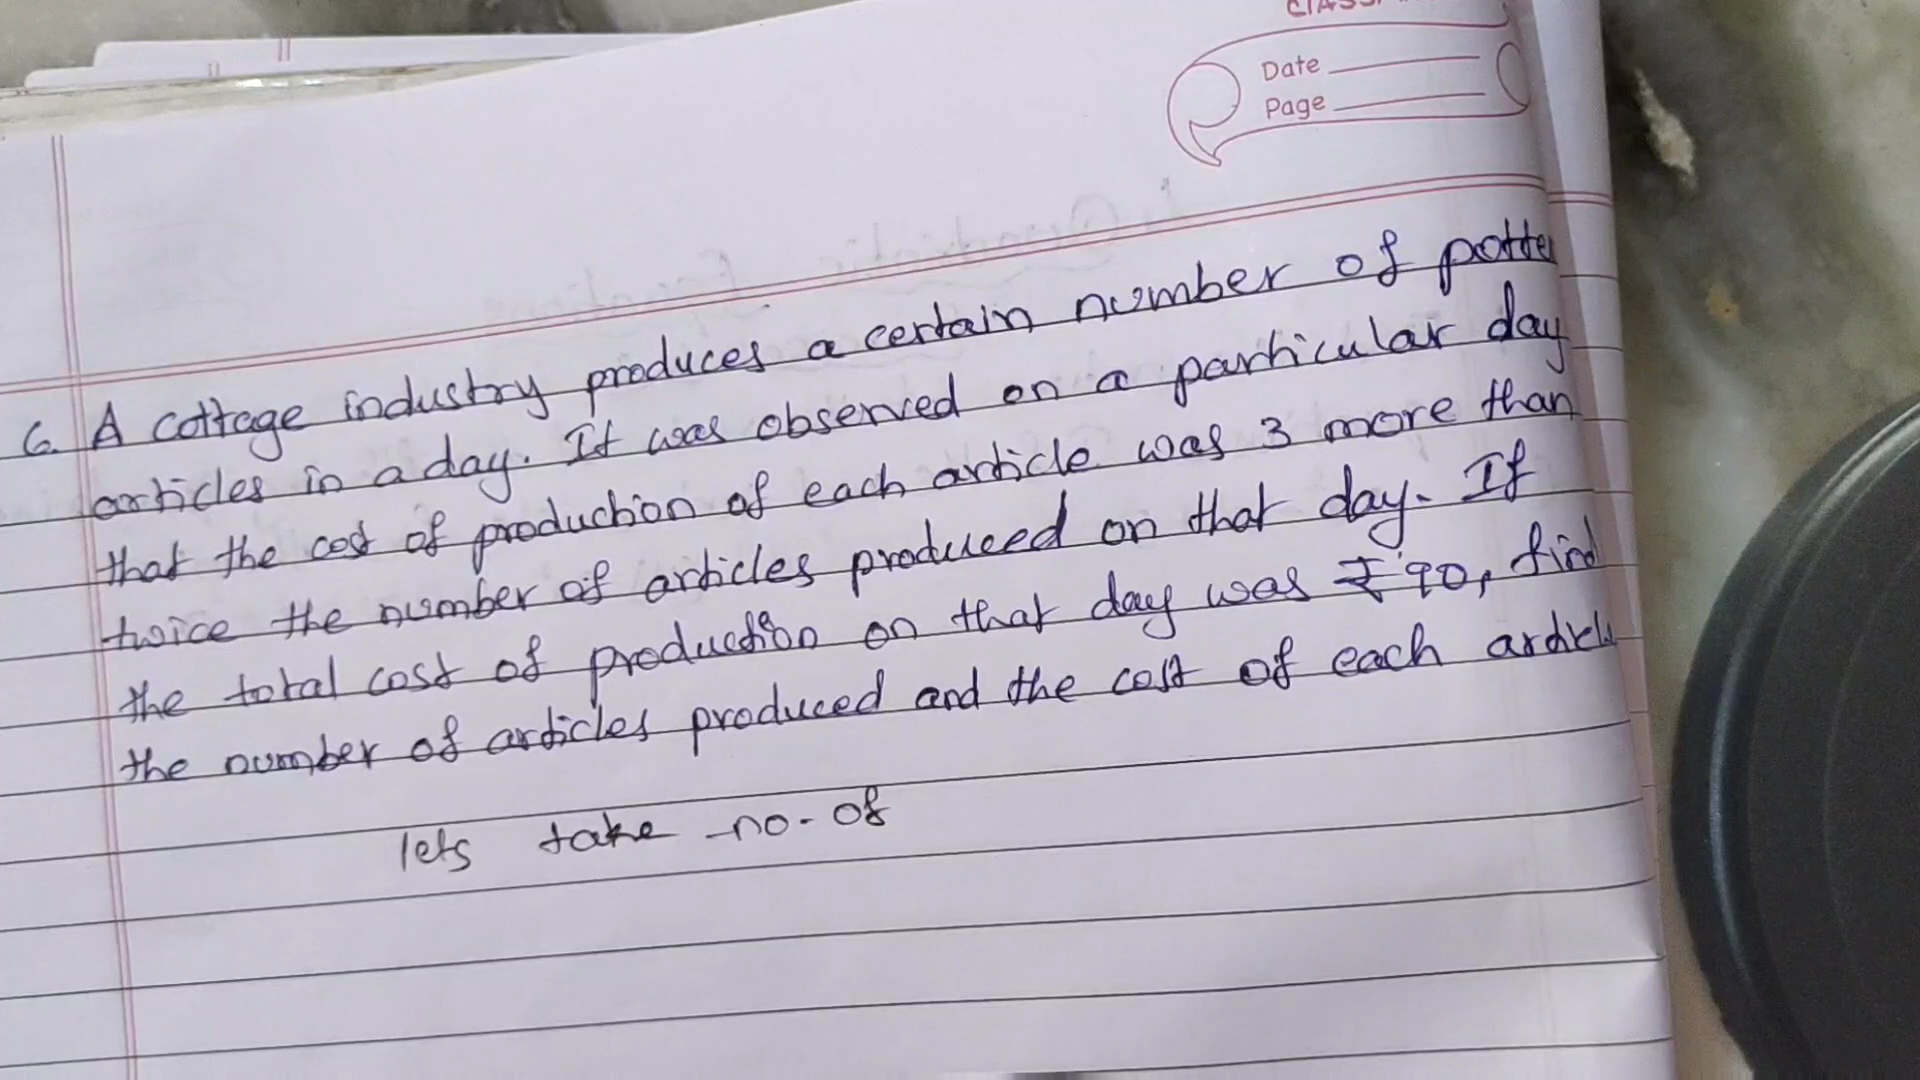 Date
Page
6. A cottage industry produces a certain number of potte
articles in a day. It was observed on a particular day
that the cost of production of each article was 3 more than
twice the number of articles produced on that day. If
the total cost of production on that day was ₹ 90, find
the number of articles produced and the cost of each article
lets take no. of